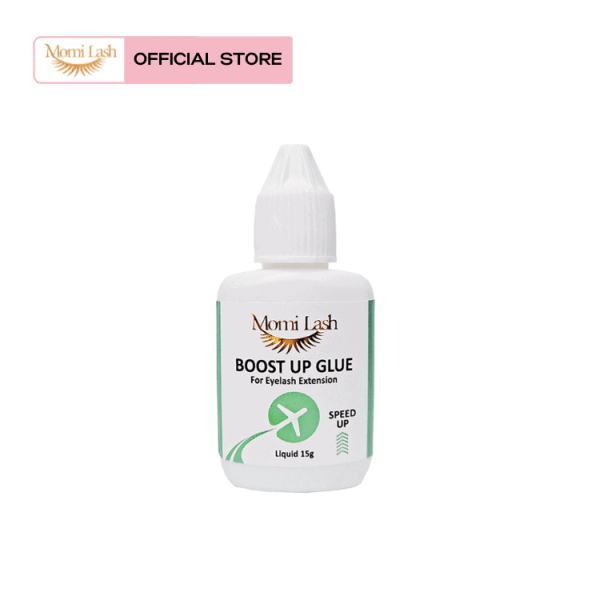 Momi Lash
OFFICIAL STORE
Momi Lash
BOOST UP GLUE
For Eyelash Extension
SPEED
UP
Liquid 15g